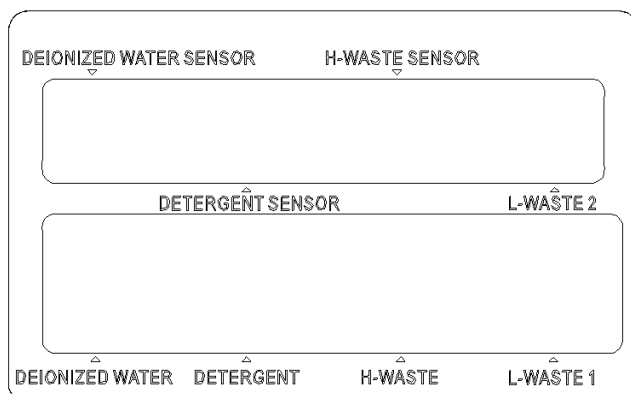 DEIONIZED WATER SENSOR H-WASTE SENSOR
DETERGENT SENSOR L-WASTE 2
DEIONIZED WATER DETERGENT H-WASTE L-WASTE 1